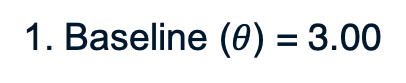 1. Baseline (θ) = 3.00